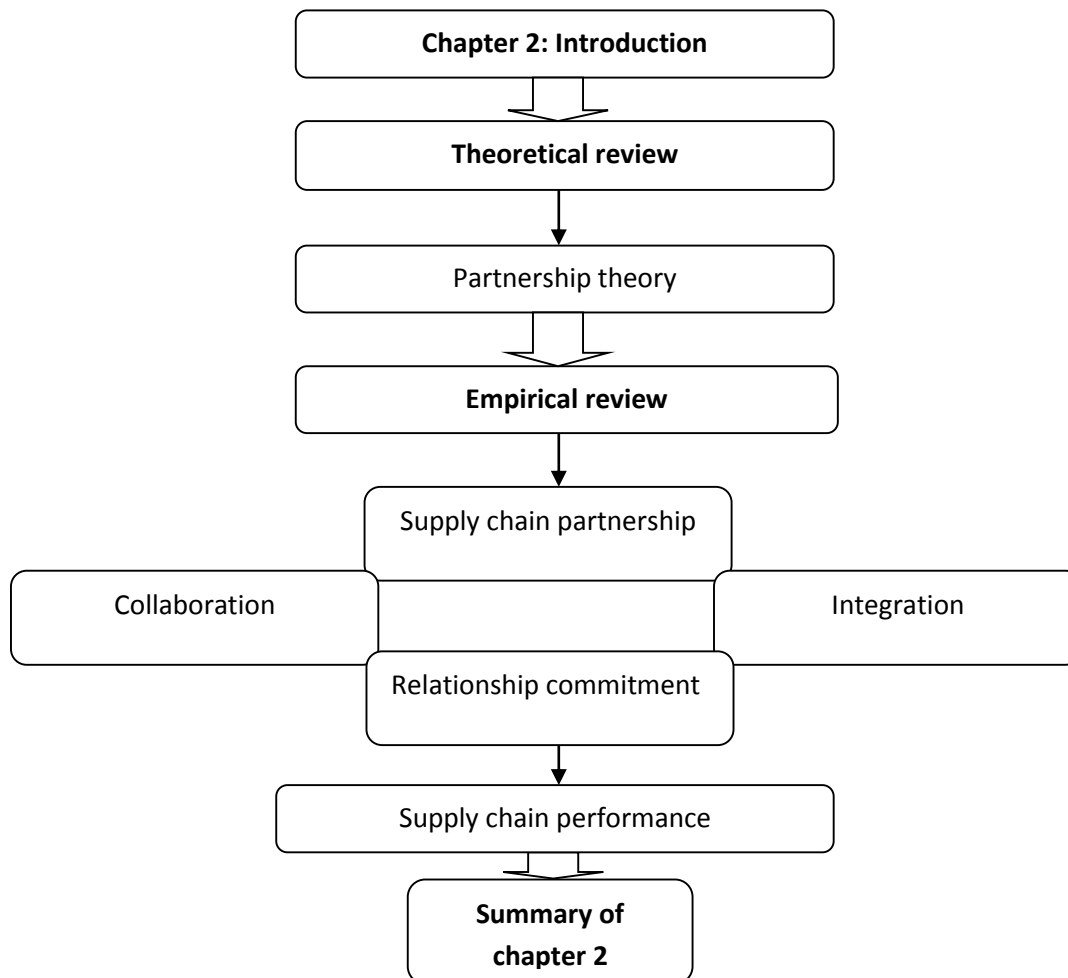 Chapter 2: Introduction
Theoretical review
Partnership theory
Empirical review
Supply chain partnership
Collaboration
Integration
Relationship commitment
Supply chain performance
Summary of
chapter 2